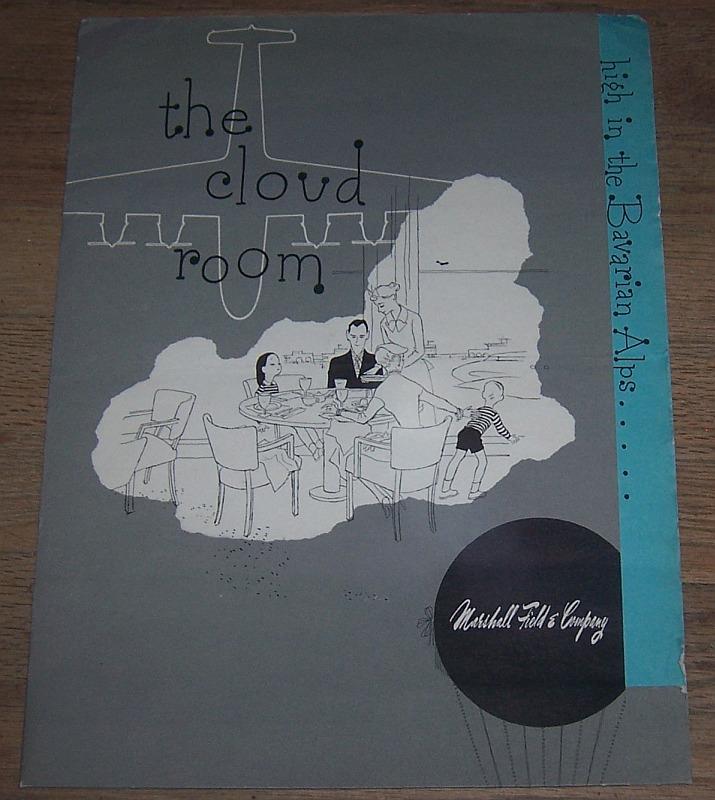 the
cloud
room
high in the Bavarian Alps.....
Marshall Field & Company